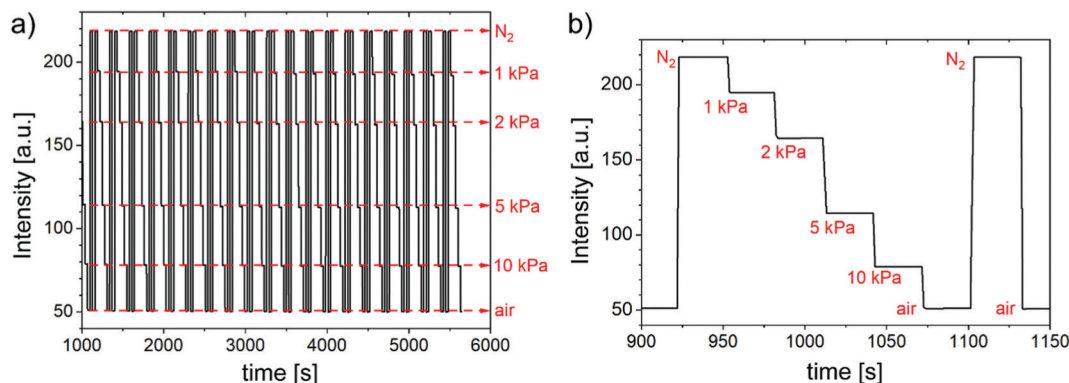 a)
Intensity [a.u.]
200
150
100
50
1000 2000 3000 4000 5000 6000
time [s]
N₂
1 kPa
2 kPa
5 kPa
10 kPa
air
b)
Intensity [a.u.]
200
150
100
50
900 950 1000 1050 1100 1150
time [s]
N₂
1 kPa
2 kPa
5 kPa
10 kPa
air
N₂
air